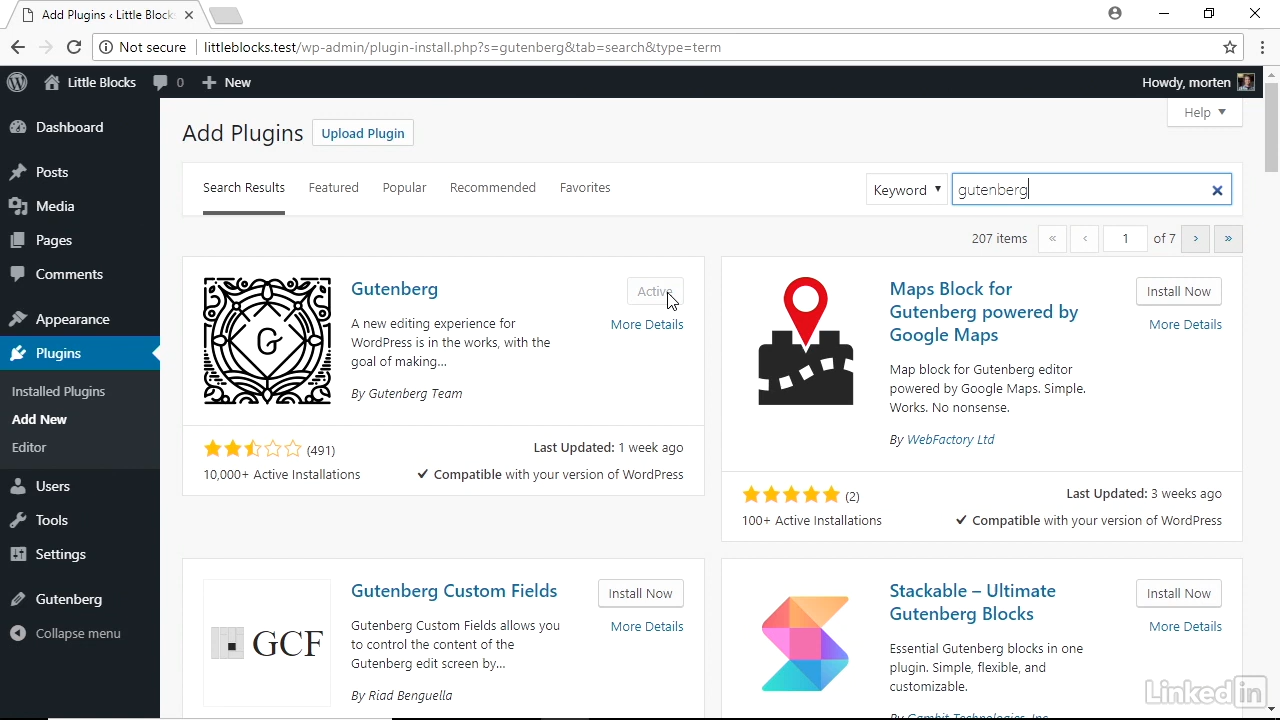 Add Plugins ‹ Little Block
Not secure
littleblocks.test/wp-admin/plugin-install.php?s=gutenberg&tab=search&type=term
Little Blocks
0
New
Howdy, morten
Dashboard
Posts
Media
Pages
Comments
Appearance
Plugins
Installed Plugins
Add New
Editor
Users
Tools
Settings
Gutenberg
Collapse menu
Help
Add Plugins
Upload Plugin
Search Results
Featured
Popular
Recommended
Favorites
Keyword
gutenberg
207 items
«
‹
1
of 7
›
»
G
Gutenberg
Active
More Details
A new editing experience for
WordPress is in the works, with the
goal of making...
By Gutenberg Team
(491)
Last Updated: 1 week ago
10,000+ Active Installations
Compatible with your version of WordPress
Maps Block for
Gutenberg powered by
Google Maps
Install Now
More Details
Map block for Gutenberg editor
powered by Google Maps. Simple.
Works. No nonsense.
By WebFactory Ltd
(2)
Last Updated: 3 weeks ago
100+ Active Installations
Compatible with your version of WordPress
GCF
Gutenberg Custom Fields
Install Now
More Details
Gutenberg Custom Fields allows you
to control the content of the
Gutenberg edit screen by...
By Riad Benguella
Stackable – Ultimate
Gutenberg Blocks
Install Now
More Details
Essential Gutenberg blocks in one
plugin. Simple, flexible, and
customizable.
By Gambit Technologies, Inc
Linked in